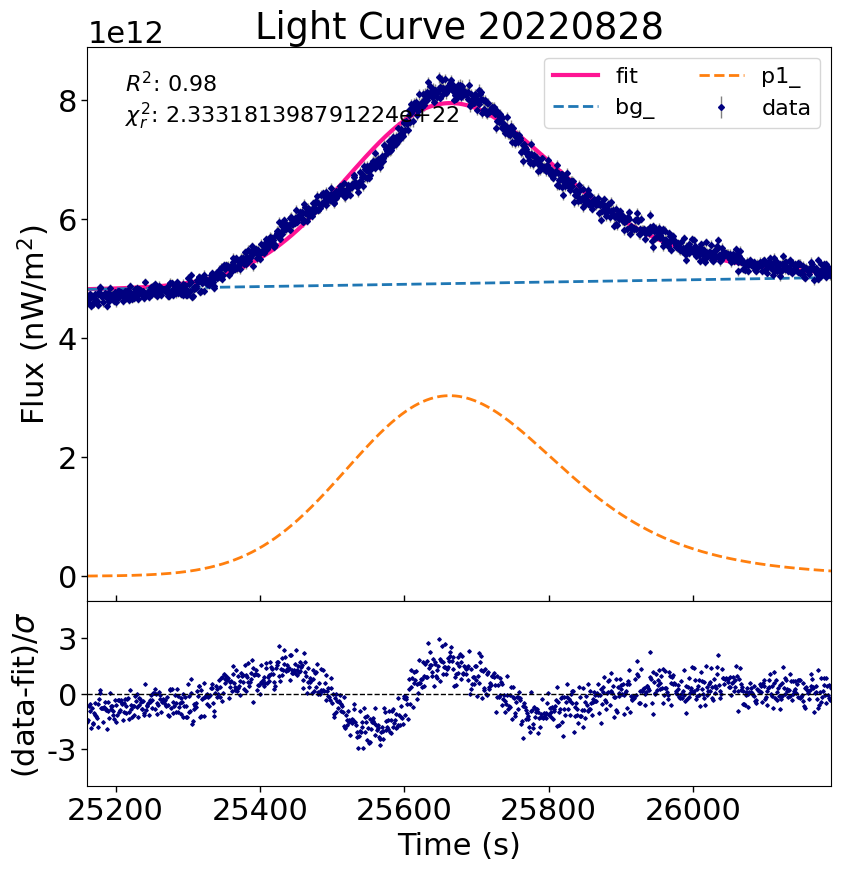 Light Curve 20220828
1e12
R²: 0.98
χ²ᵣ: 2.333181398791224e+22
fit
bg_
p1_
data
8
6
4
2
0
Flux (nW/m²)
3
0
-3
(data-fit)/σ
25200 25400 25600 25800 26000
Time (s)